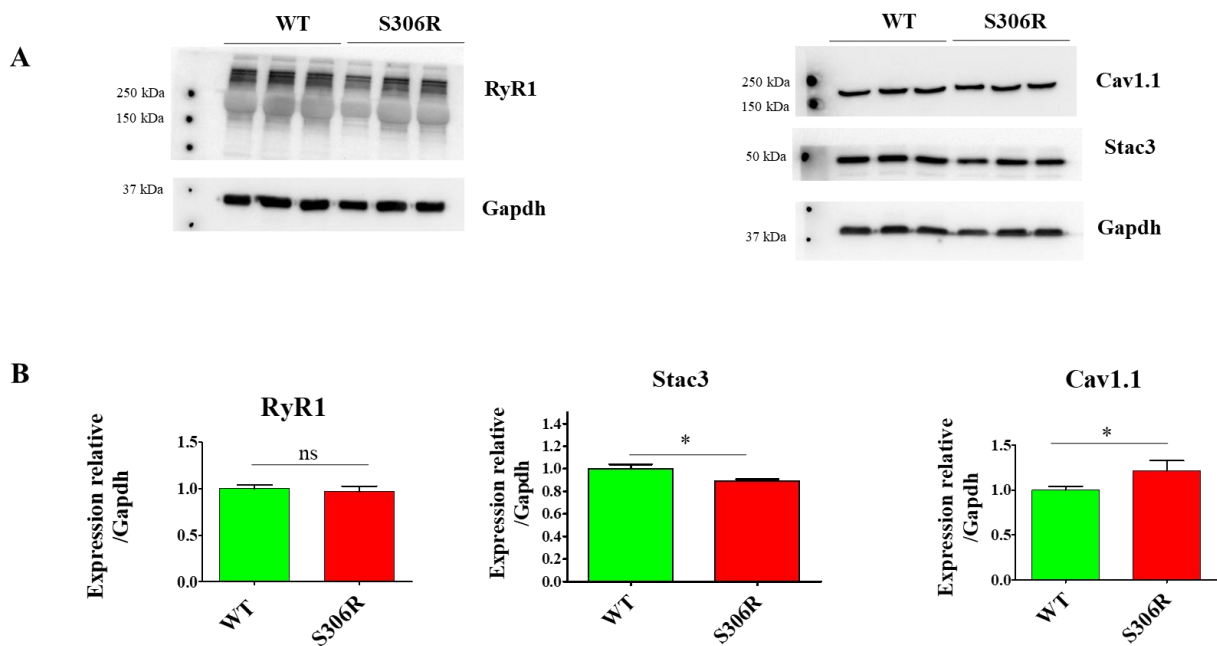 A
WT S306R
250 kDa
150 kDa
RyR1
37 kDa
Gapdh
WT S306R
250 kDa
150 kDa
Cav1.1
50 kDa
Stac3
37 kDa
Gapdh
B
RyR1
Expression relative
/Gapdh
1.5
1.0
0.5
0.0
ns
WT
S306R
Stac3
Expression relative
/Gapdh
1.4
1.2
1.0
0.8
0.6
0.4
0.2
0.0
*
WT
S306R
Cav1.1
Expression relative
/Gapdh
1.5
1.0
0.5
0.0
*
WT
S306R